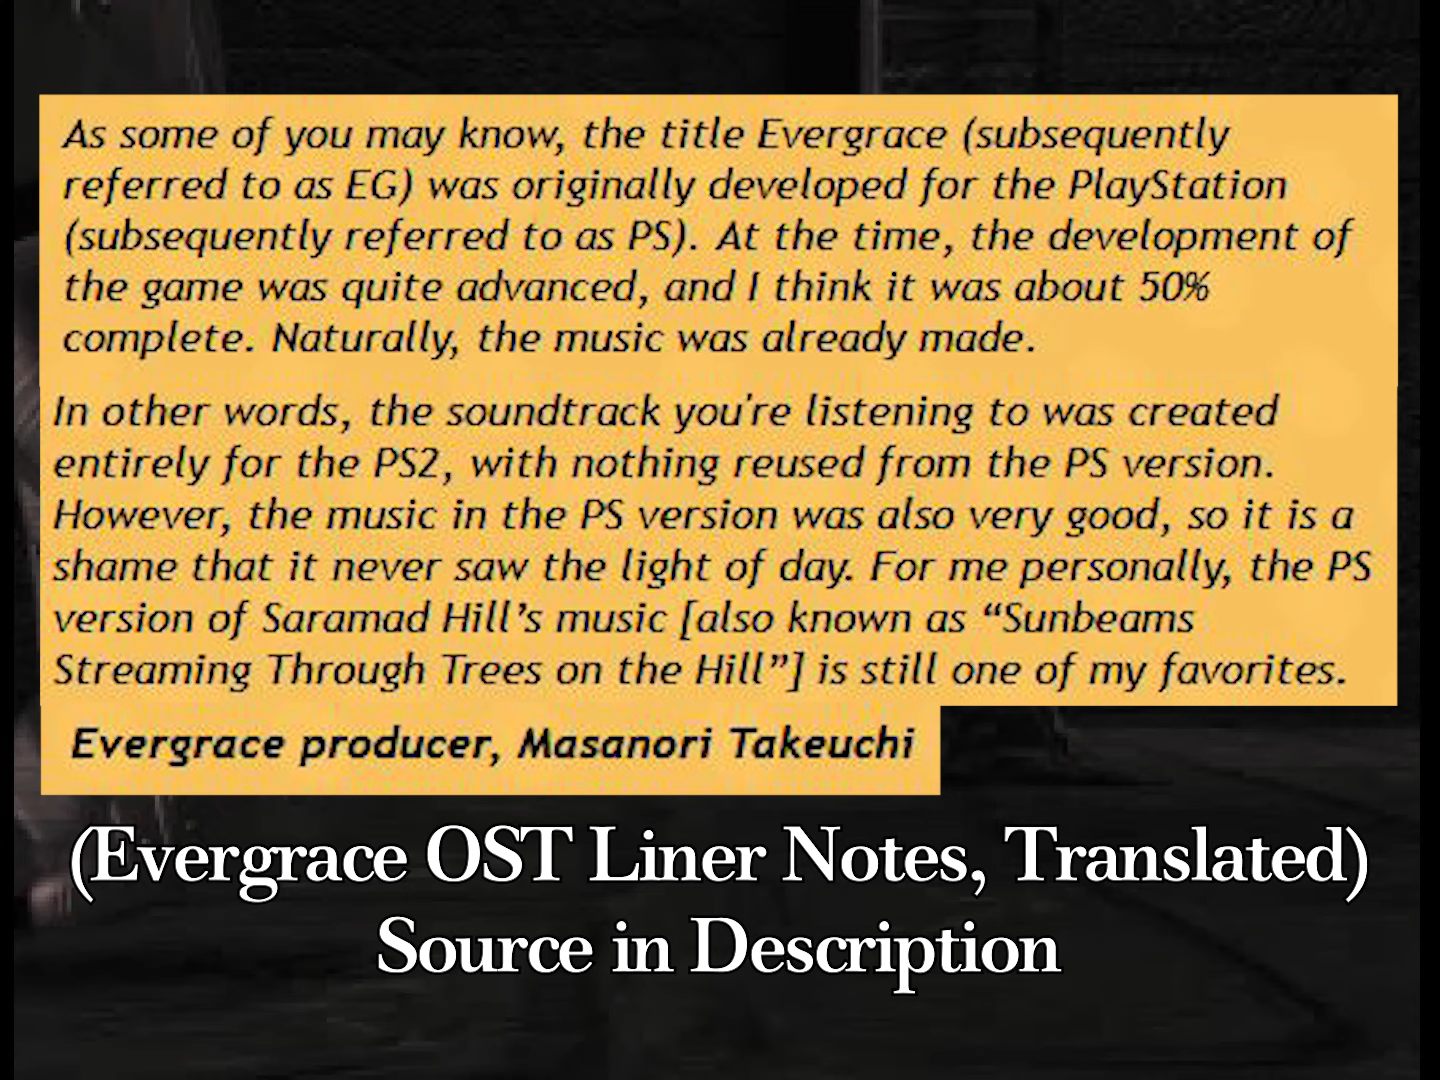 As some of you may know, the title Evergrace (subsequently
referred to as EG) was originally developed for the PlayStation
(subsequently referred to as PS). At the time, the development of
the game was quite advanced, and I think it was about 50%
complete. Naturally, the music was already made.
In other words, the soundtrack you're listening to was created
entirely for the PS2, with nothing reused from the PS version.
However, the music in the PS version was also very good, so it is a
shame that it never saw the light of day. For me personally, the PS
version of Saramad Hill’s music [also known as “Sunbeams
Streaming Through Trees on the Hill”] is still one of my favorites.
Evergrace producer, Masanori Takeuchi
(Evergrace OST Liner Notes, Translated)
Source in Description